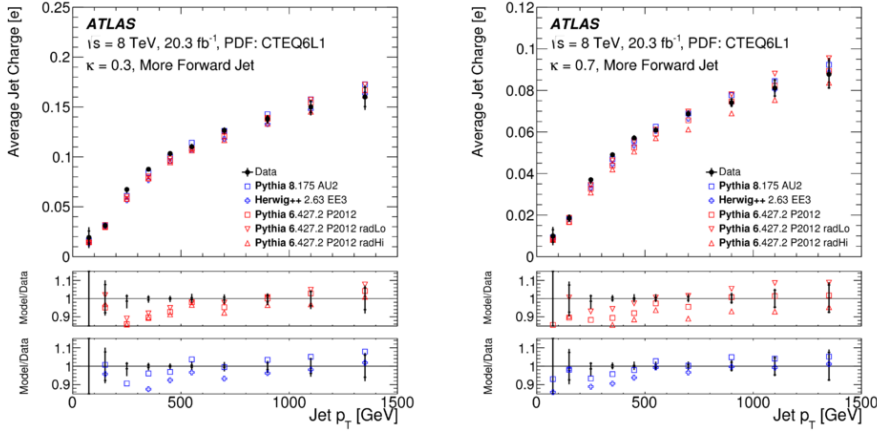 Average Jet Charge [e]
0.25
0.2
0.15
0.1
0.05
0
ATLAS
√s = 8 TeV, 20.3 fb-1, PDF: CTEQ6L1
κ = 0.3, More Forward Jet
Data
Pythia 8.175 AU2
Herwig++ 2.63 EE3
Pythia 6.427.2 P2012
Pythia 6.427.2 P2012 radLo
Pythia 6.427.2 P2012 radHi
Model/Data
1.1
1
0.9
Model/Data
1.1
1
0.9
0
500
1000
1500
Jet pT [GeV]
Average Jet Charge [e]
0.12
0.1
0.08
0.06
0.04
0.02
0
ATLAS
√s = 8 TeV, 20.3 fb-1, PDF: CTEQ6L1
κ = 0.7, More Forward Jet
Data
Pythia 8.175 AU2
Herwig++ 2.63 EE3
Pythia 6.427.2 P2012
Pythia 6.427.2 P2012 radLo
Pythia 6.427.2 P2012 radHi
Model/Data
1.1
1
0.9
Model/Data
1.1
1
0.9
0
500
1000
1500
Jet pT [GeV]